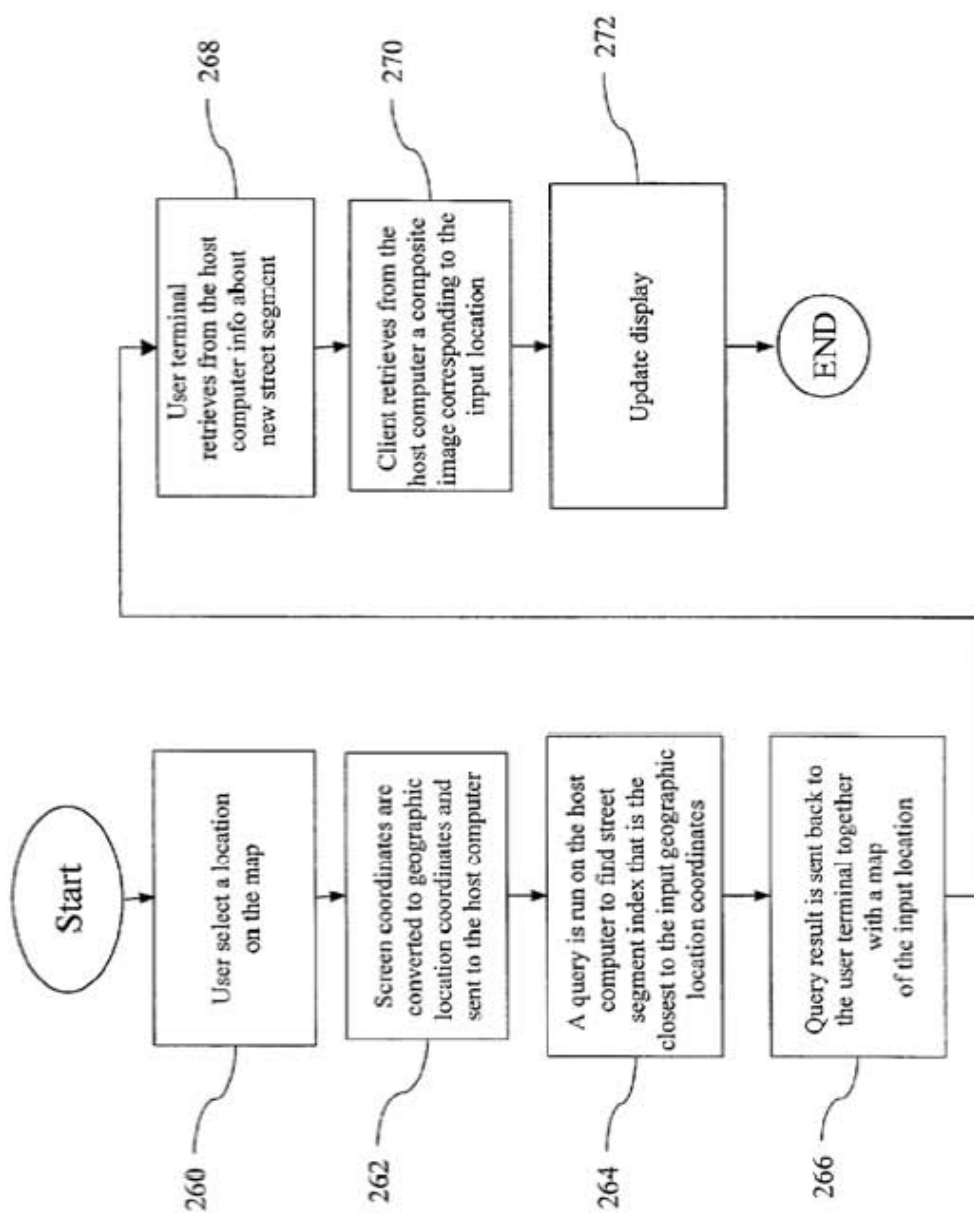 Start
260
User select a location
on the map
262
Screen coordinates are
converted to geographic
location coordinates and
sent to the host computer
264
A query is run on the host
computer to find street
segment index that is the
closest to the input geographic
location coordinates
266
Query result is sent back to
the user terminal together
with a map
of the input location
268
User terminal
retrieves from the host
computer info about
new street segment
270
Client retrieves from the
host computer a composite
image corresponding to the
input location
272
Update display
END